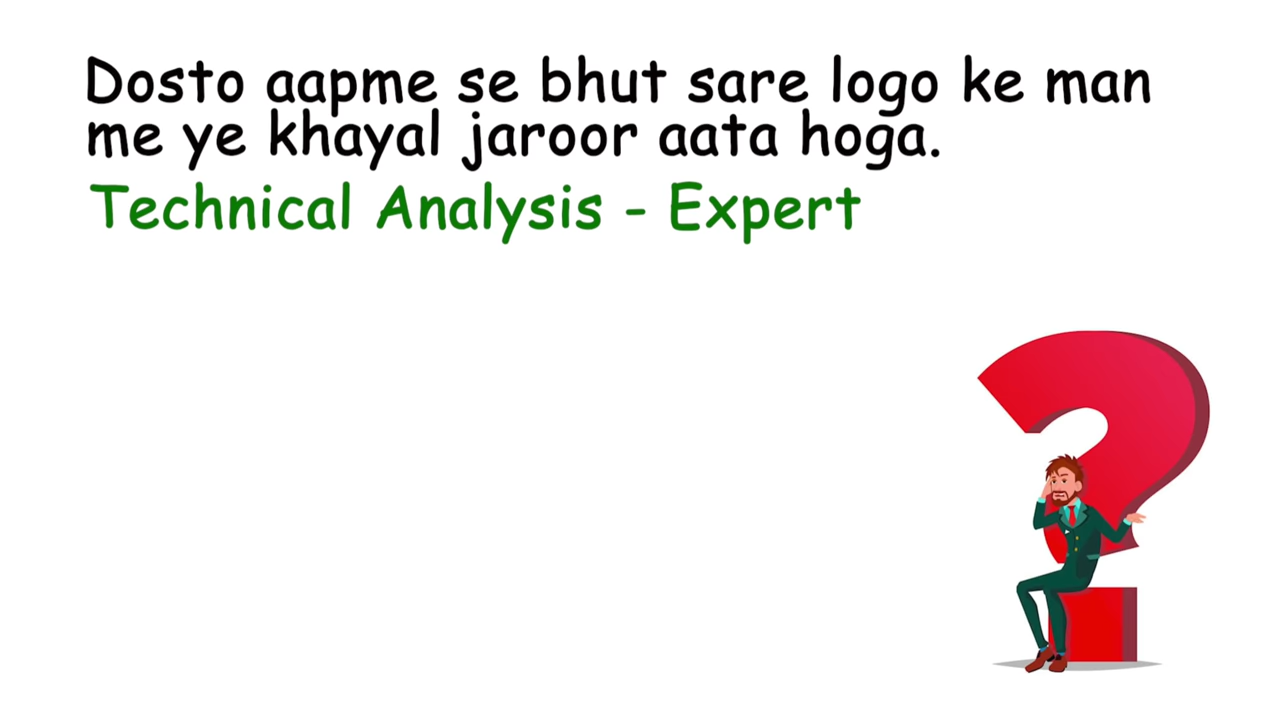 Dosto aapme se bhut sare logo ke man
me ye khayal jaroor aata hoga.
Technical Analysis - Expert